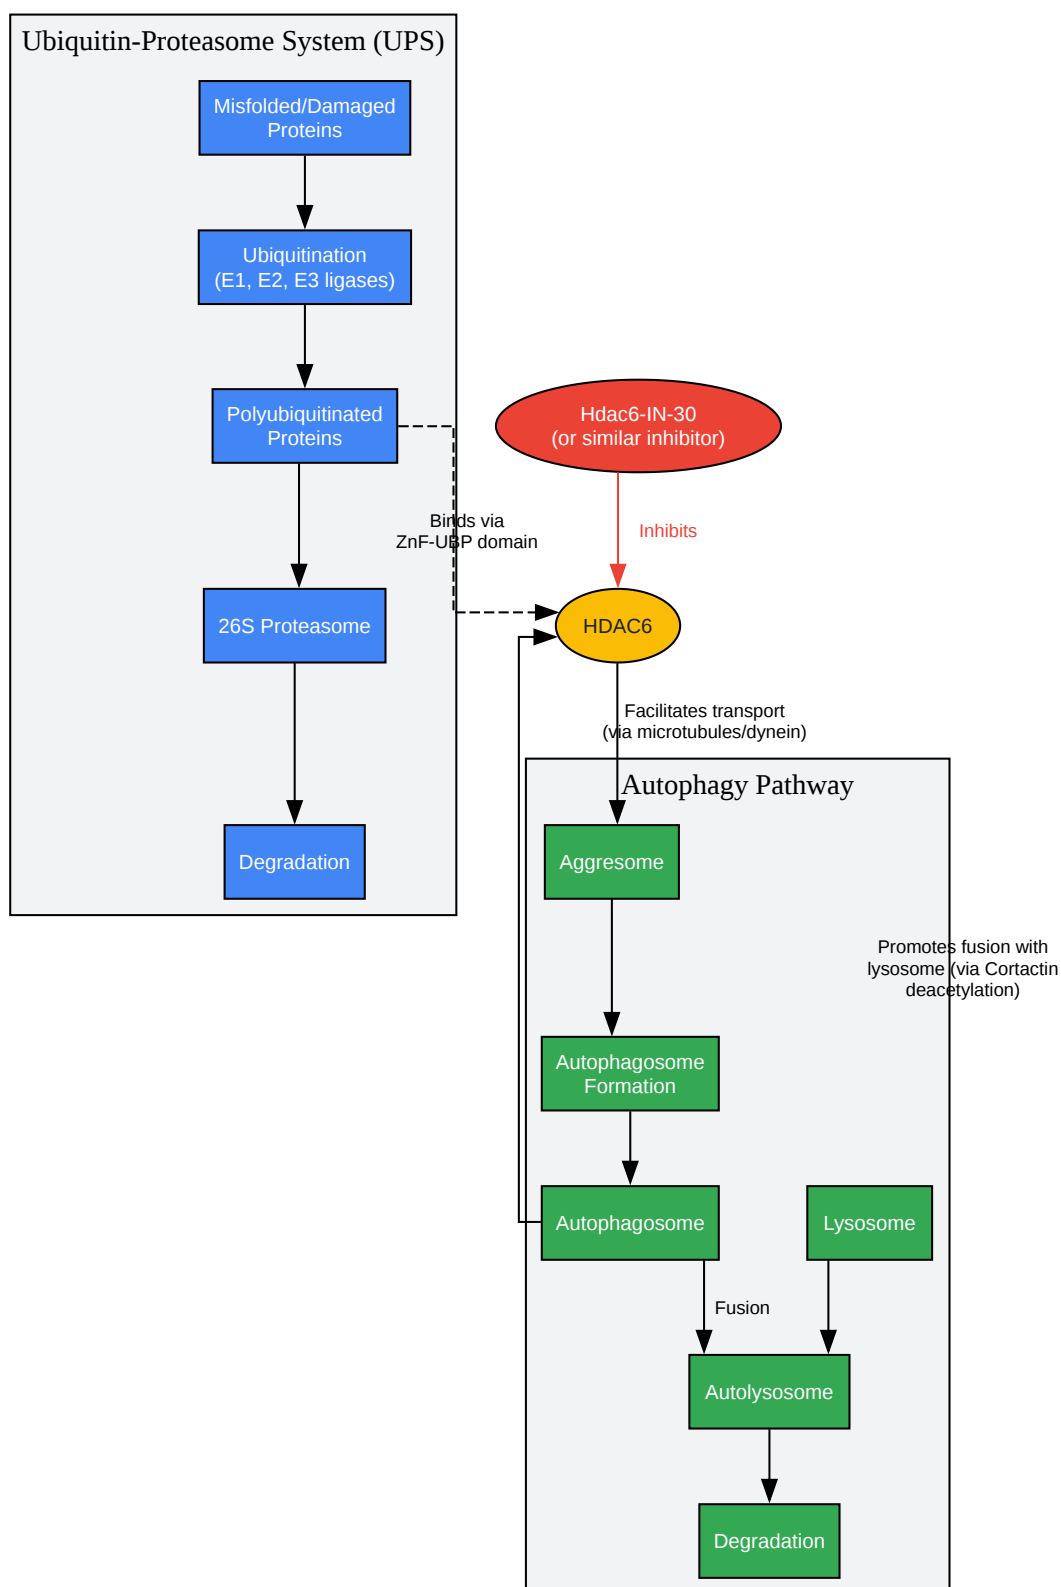 Ubiquitin-Proteasome System (UPS)
Misfolded/Damaged
Proteins
Ubiquitination
(E1, E2, E3 ligases)
Polyubiquitinated
Proteins
Hdac6-IN-30
(or similar inhibitor)
Binds via
ZnF-UBP domain
Inhibits
26S Proteasome
HDAC6
Facilitates transport
(via microtubules/dynein)
Autophagy Pathway
Degradation
Aggresome
Promotes fusion with
lysosome (via Cortactin
deacetylation)
Autophagosome
Formation
Autophagosome
Lysosome
Fusion
Autolysosome
Degradation